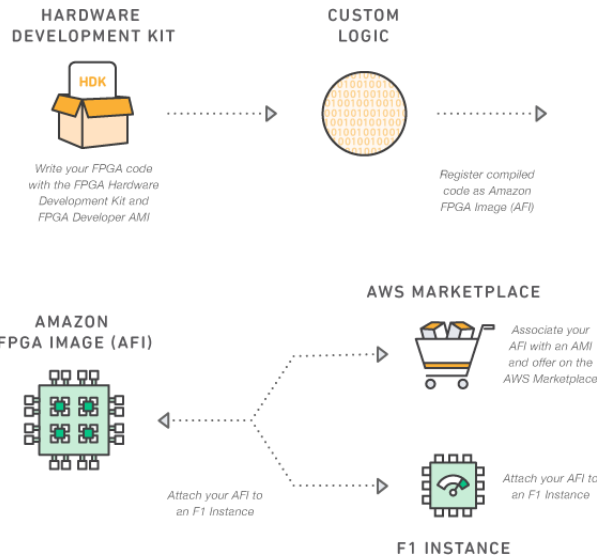 HARDWARE
DEVELOPMENT KIT
HDK
Write your FPGA code
with the FPGA Hardware
Development Kit and
FPGA Developer AMI
CUSTOM
LOGIC
1001001001
0100100100
Register compiled
code as Amazon
FPGA Image (AFI)
AMAZON
FPGA IMAGE (AFI)
Attach your AFI to
an F1 Instance
AWS MARKETPLACE
Associate your
AFI with an AMI
and offer on the
AWS Marketplace
Attach your AFI to
an F1 Instance
F1 INSTANCE